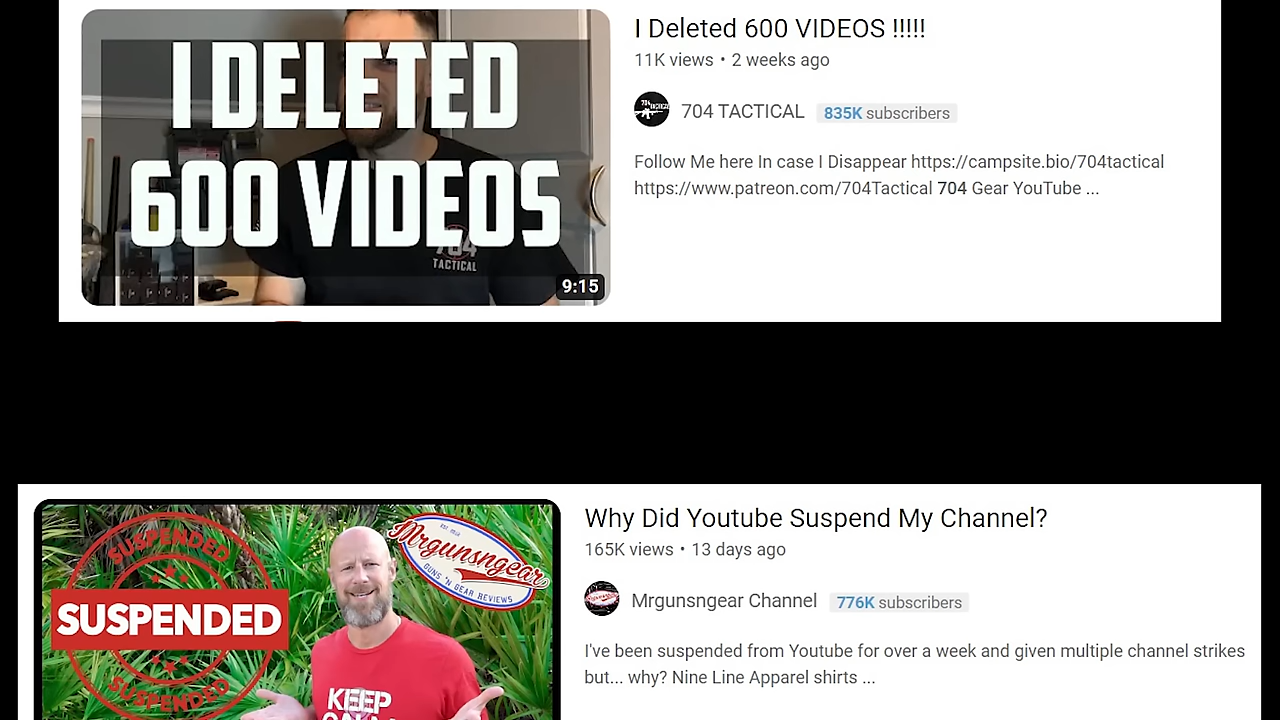 I DELETED
600 VIDEOS
704
TACTICAL
9:15
I Deleted 600 VIDEOS !!!!!
11K views • 2 weeks ago
704 TACTICAL 835K subscribers
Follow Me here In case I Disappear https://campsite.bio/704tactical
https://www.patreon.com/704Tactical 704 Gear YouTube ...
SUSPENDED
SUSPENDED
SUSPENDED
Mrgunsngear
GUNS 'N GEAR REVIEWS
KEEP
CALM
Why Did Youtube Suspend My Channel?
165K views • 13 days ago
Mrgunsngear Channel 776K subscribers
I've been suspended from Youtube for over a week and given multiple channel strikes
but... why? Nine Line Apparel shirts ...